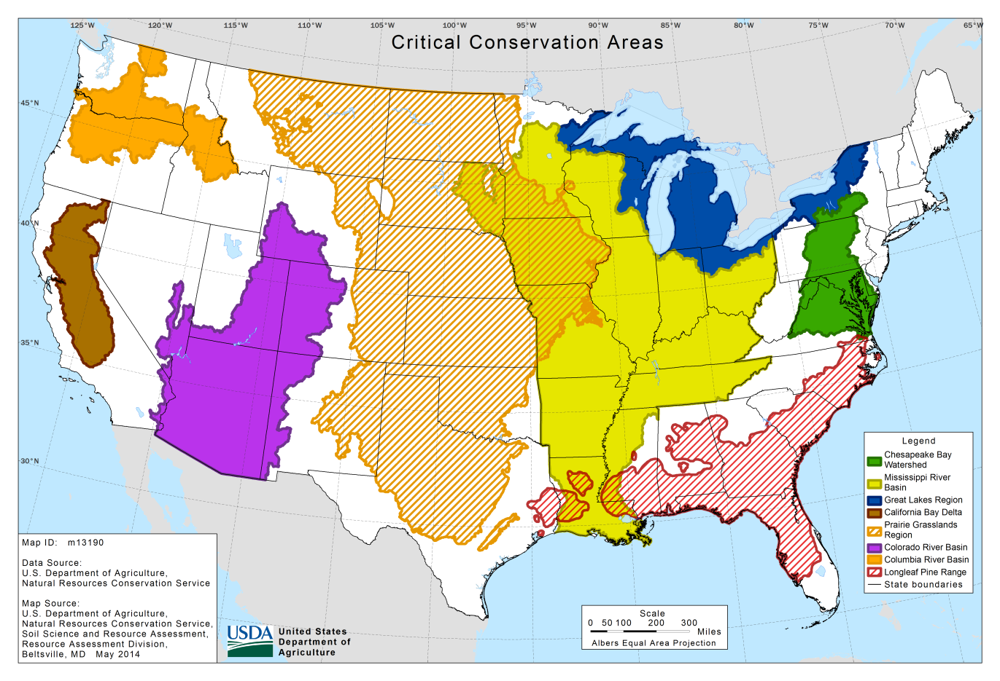 125°W 120°W 115°W 110°W 105°W 100°W 95°W 90°W 85°W 80°W 75°W 70°W 65°W
Critical Conservation Areas
45°N
40°N
35°N
30°N
Legend
Chesapeake Bay
Watershed
Mississippi River
Basin
Great Lakes Region
California Bay Delta
Prairie Grasslands
Region
Colorado River Basin
Columbia River Basin
Longleaf Pine Range
State boundaries
Map ID: m13190
Data Source:
U.S. Department of Agriculture,
Natural Resources Conservation Service
Map Source:
U.S. Department of Agriculture,
Natural Resources Conservation Service,
Soil Science and Resource Assessment,
Resource Assessment Division,
Beltsville, MD May 2014
USDA
United States
Department of
Agriculture
Scale
0 50 100 200 300
Miles
Albers Equal Area Projection